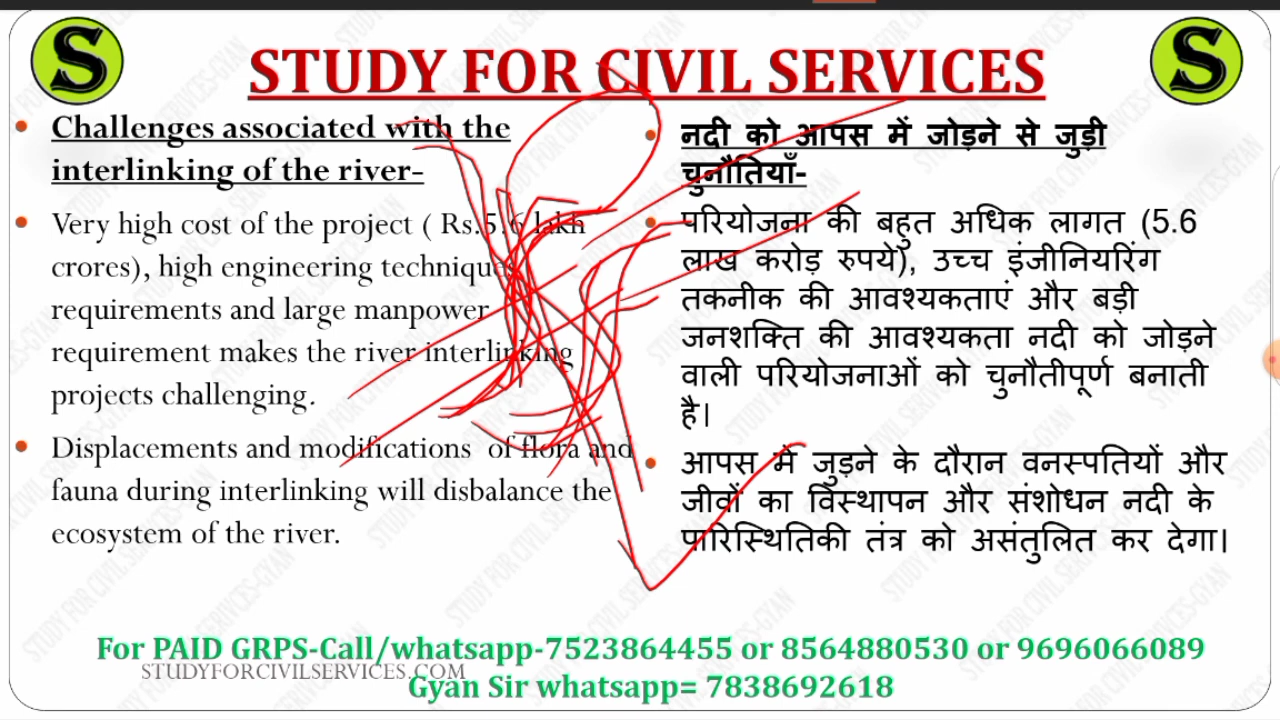 S
STUDY FOR CIVIL SERVICES
S
Challenges associated with the
interlinking of the river-
Very high cost of the project ( Rs.5.6 lakh
crores), high engineering technique
requirements and large manpower
requirement makes the river interlinking
projects challenging.
Displacements and modifications of flora and
fauna during interlinking will disbalance the
ecosystem of the river.
नदी को आपस में जोड़ने से जुड़ी
चुनौतियाँ-
परियोजना की बहुत अधिक लागत (5.6
लाख करोड़ रुपये), उच्च इंजीनियरिंग
तकनीक की आवश्यकताएं और बड़ी
जनशक्ति की आवश्यकता नदी को जोड़ने
वाली परियोजनाओं को चुनौतीपूर्ण बनाती
है।
आपस में जुड़ने के दौरान वनस्पतियों और
जीवों का विस्थापन और संशोधन नदी के
पारिस्थितिकी तंत्र को असंतुलित कर देगा।
For PAID GRPS-Call/whatsapp-7523864455 or 8564880530 or 9696066089
STUDYFORCIVILSERVICES.COM
Gyan Sir whatsapp= 7838692618